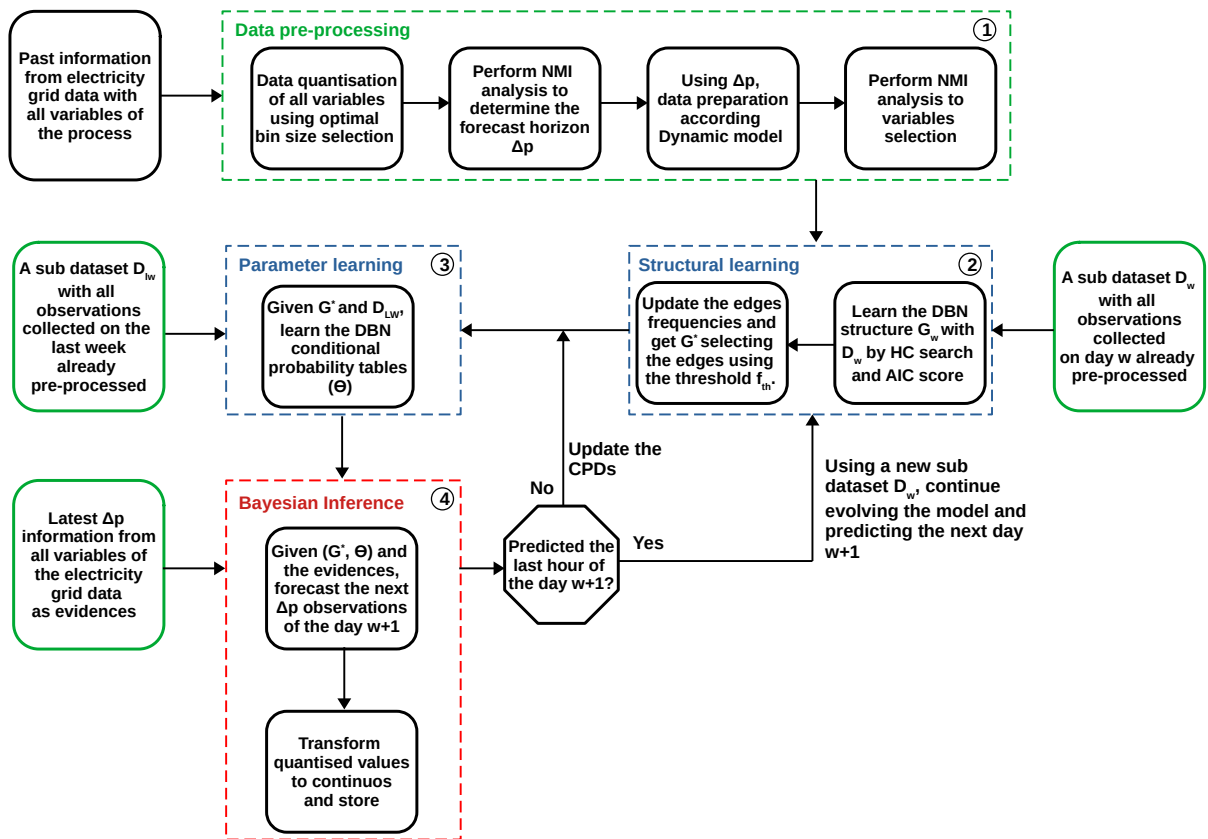 Past information
from electricity
grid data with
all variables of
the process
Data pre-processing
1
Data quantisation
of all variables
using optimal
bin size selection
Perform NMI
analysis to
determine the
forecast horizon
Δp
Using Δp,
data preparation
according
Dynamic model
Perform NMI
analysis to
variables
selection
A sub dataset D_lw
with all
observations
collected on the
last week
already
pre-processed
Parameter learning
3
Given G* and D_LW,
learn the DBN
conditional
probability tables
(Θ)
Structural learning
2
Update the edges
frequencies and
get G* selecting
the edges using
the threshold f_th.
Learn the DBN
structure G_w with
D_w by HC search
and AIC score
A sub dataset D_w
with all
observations
collected
on day w already
pre-processed
Update the
CPDs
No
Using a new sub
dataset D_w, continue
evolving the model and
predicting the next day
w+1
Yes
Predicted the
last hour of
the day w+1?
Latest Δp
information from
all variables of
the electricity
grid data
as evidences
Bayesian Inference
4
Given (G*, Θ) and
the evidences,
forecast the next
Δp observations
of the day w+1
Transform
quantised values
to continuos
and store